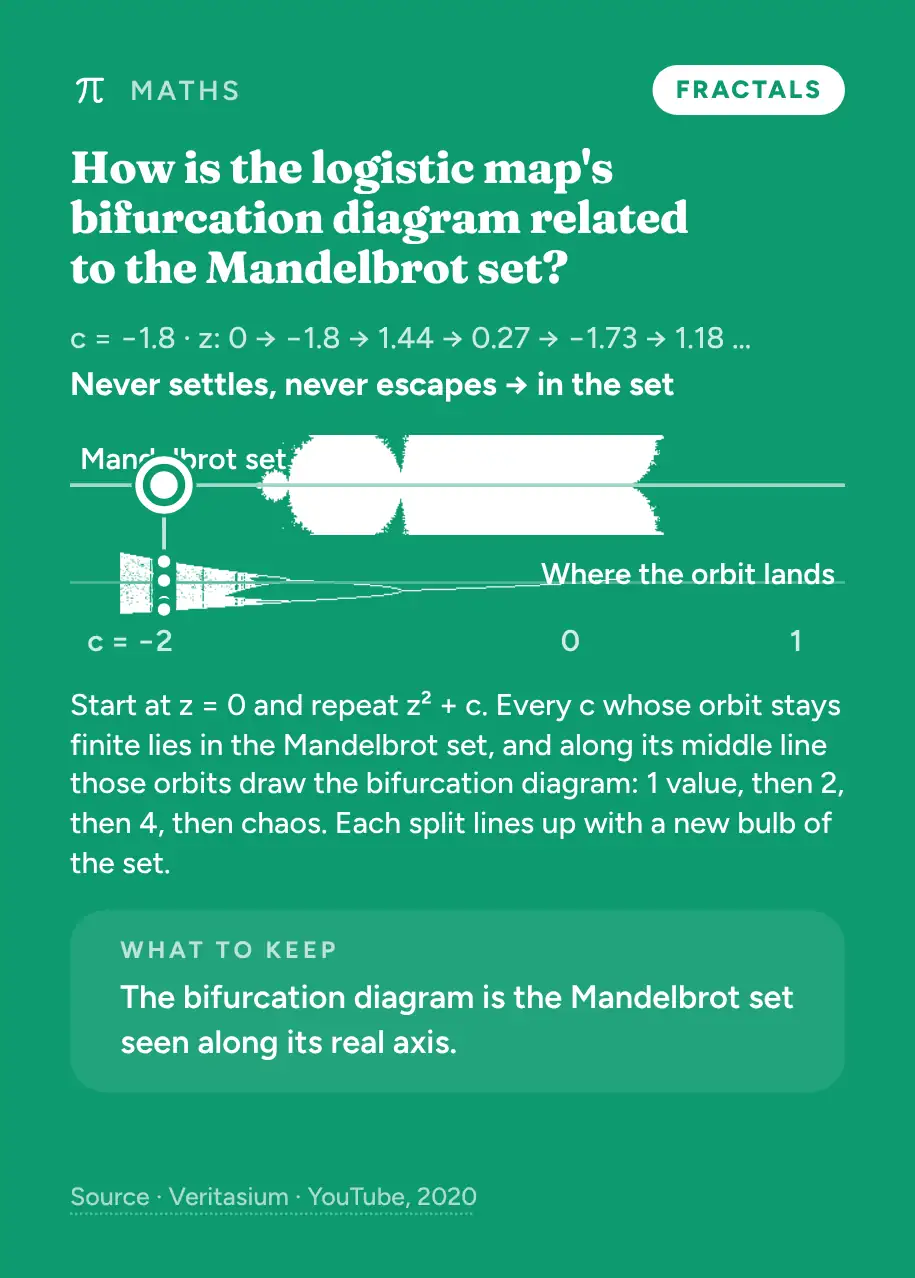 π MATHS
FRACTALS
How is the logistic map's
bifurcation diagram related
to the Mandelbrot set?
c = −1.8 · z: 0 → −1.8 → 1.44 → 0.27 → −1.73 → 1.18 ...
Never settles, never escapes → in the set
Mandelbrot set
Where the orbit lands
c = −2 0 1
Start at z = 0 and repeat z² + c. Every c whose orbit stays
finite lies in the Mandelbrot set, and along its middle line
those orbits draw the bifurcation diagram: 1 value, then 2,
then 4, then chaos. Each split lines up with a new bulb of
the set.
WHAT TO KEEP
The bifurcation diagram is the Mandelbrot set
seen along its real axis.
Source · Veritasium · YouTube, 2020